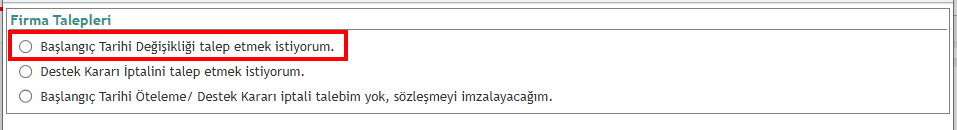 Firma Talepleri
Başlangıç Tarihi Değişikliği talep etmek istiyorum.
Destek Kararı İptalini talep etmek istiyorum.
Başlangıç Tarihi Öteleme/ Destek Kararı iptali talebim yok, sözleşmeyi imzalayacağım.